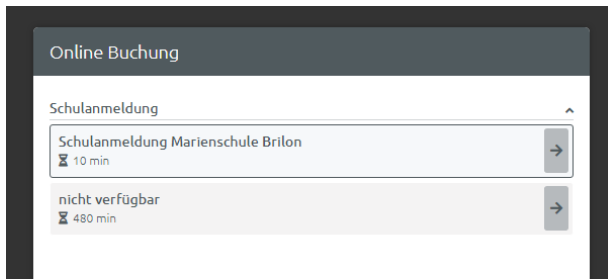 Online Buchung
Schulanmeldung
Schulanmeldung Marienschule Brilon
10 min
nicht verfügbar
480 min